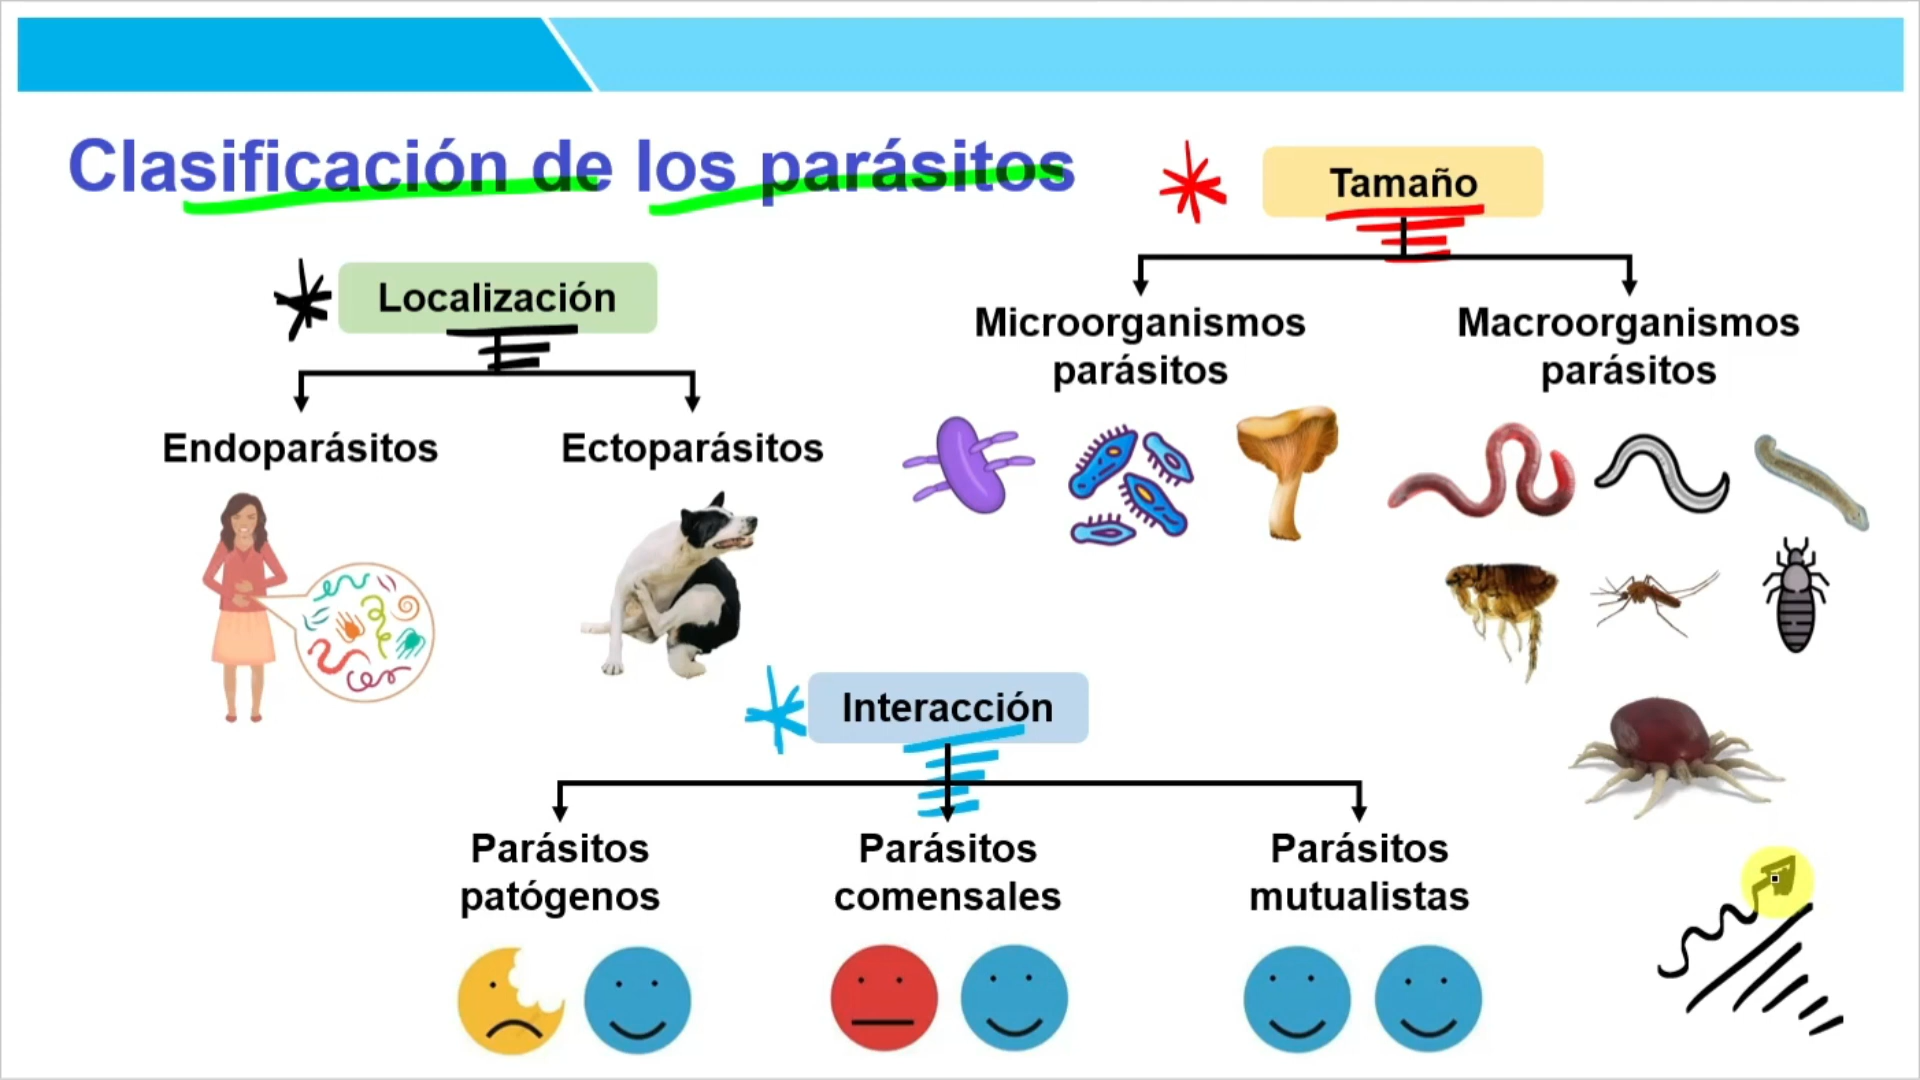 Clasificación de los parásitos
Tamaño
Localización
Microorganismos
parásitos
Macroorganismos
parásitos
Endoparásitos
Ectoparásitos
Interacción
Parásitos
patógenos
Parásitos
comensales
Parásitos
mutualistas